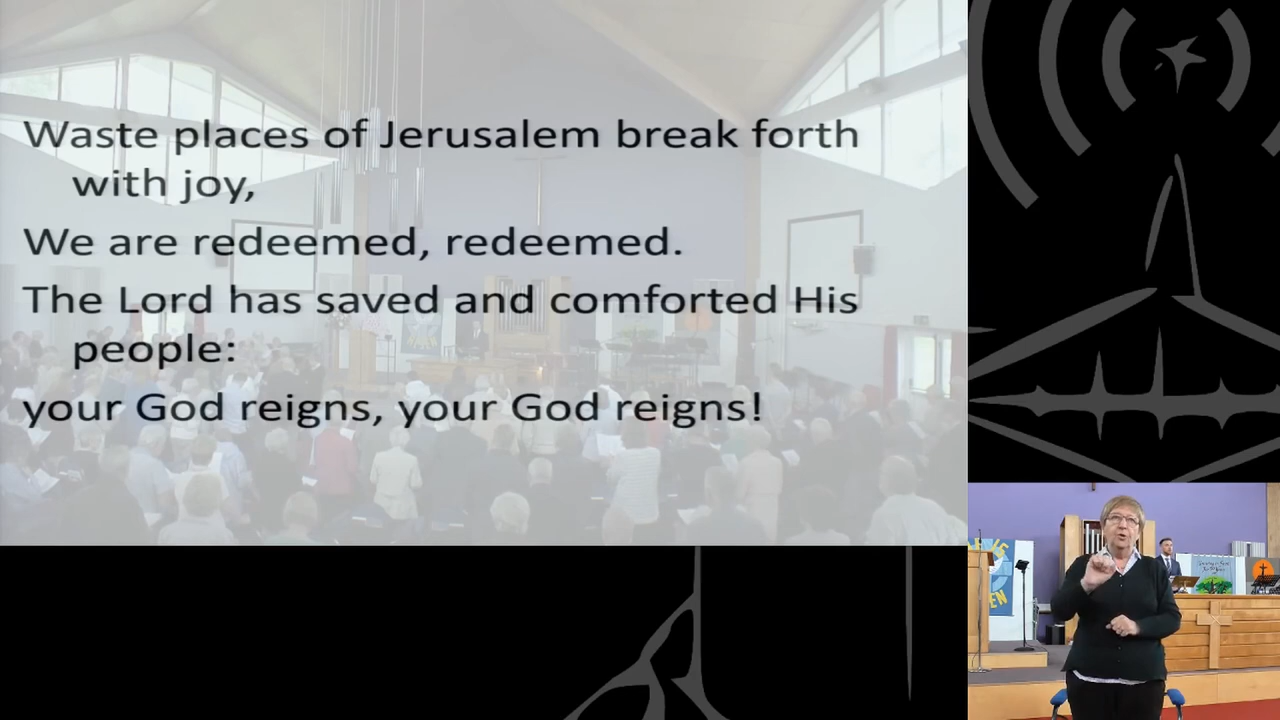 Waste places of Jerusalem break forth
with joy,
We are redeemed, redeemed.
The Lord has saved and comforted His
people:
your God reigns, your God reigns!